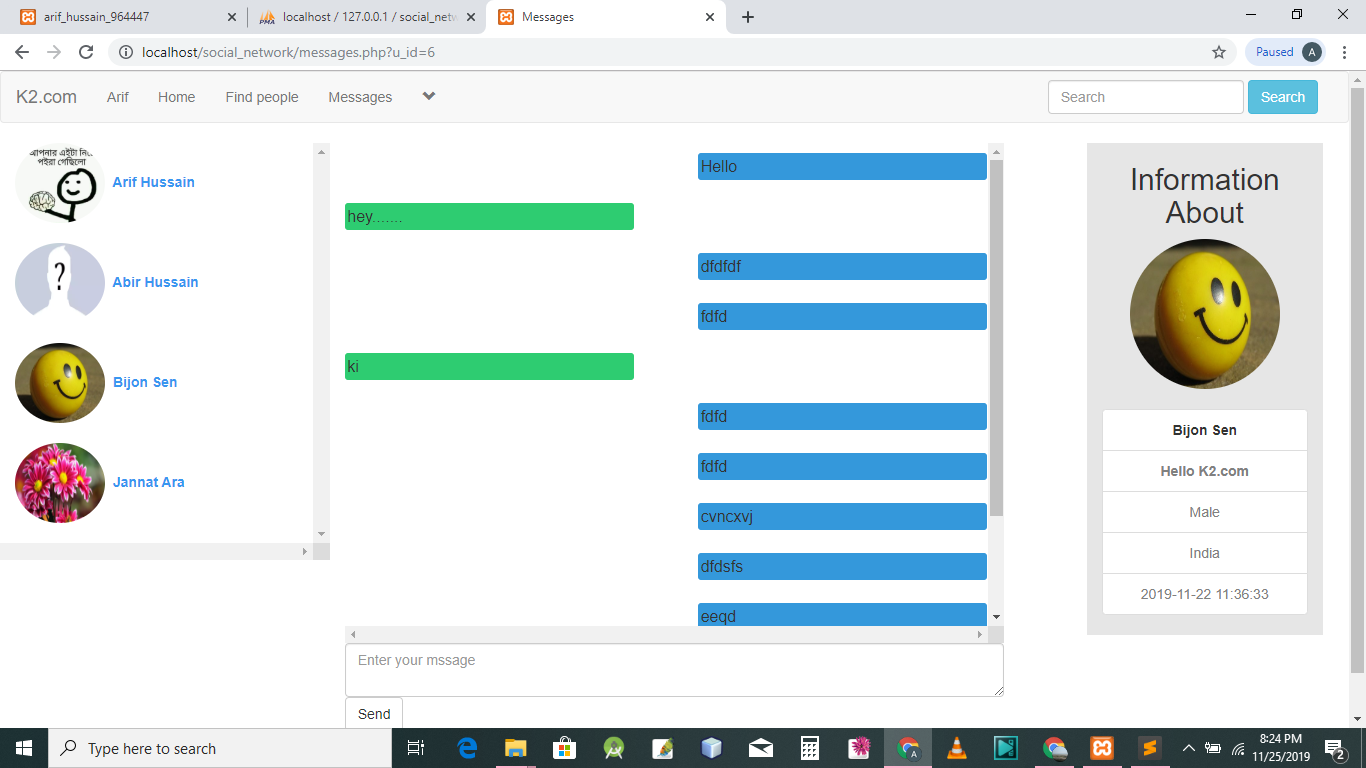 arif_hussain_964447
localhost / 127.0.0.1 / social_netw
Messages
localhost/social_network/messages.php?u_id=6
Paused
A
K2.com
Arif
Home
Find people
Messages
Search
Search
আপনার এইটা নি..
পইরা গেছিলো
Arif Hussain
?
Abir Hussain
Bijon Sen
Jannat Ara
Hello
hey.......
dfdfdf
fdfd
ki
fdfd
fdfd
cvncxvj
dfdsfs
eeqd
Enter your mssage
Send
Information
About
Bijon Sen
Hello K2.com
Male
India
2019-11-22 11:36:33
Type here to search
8:24 PM
11/25/2019
2